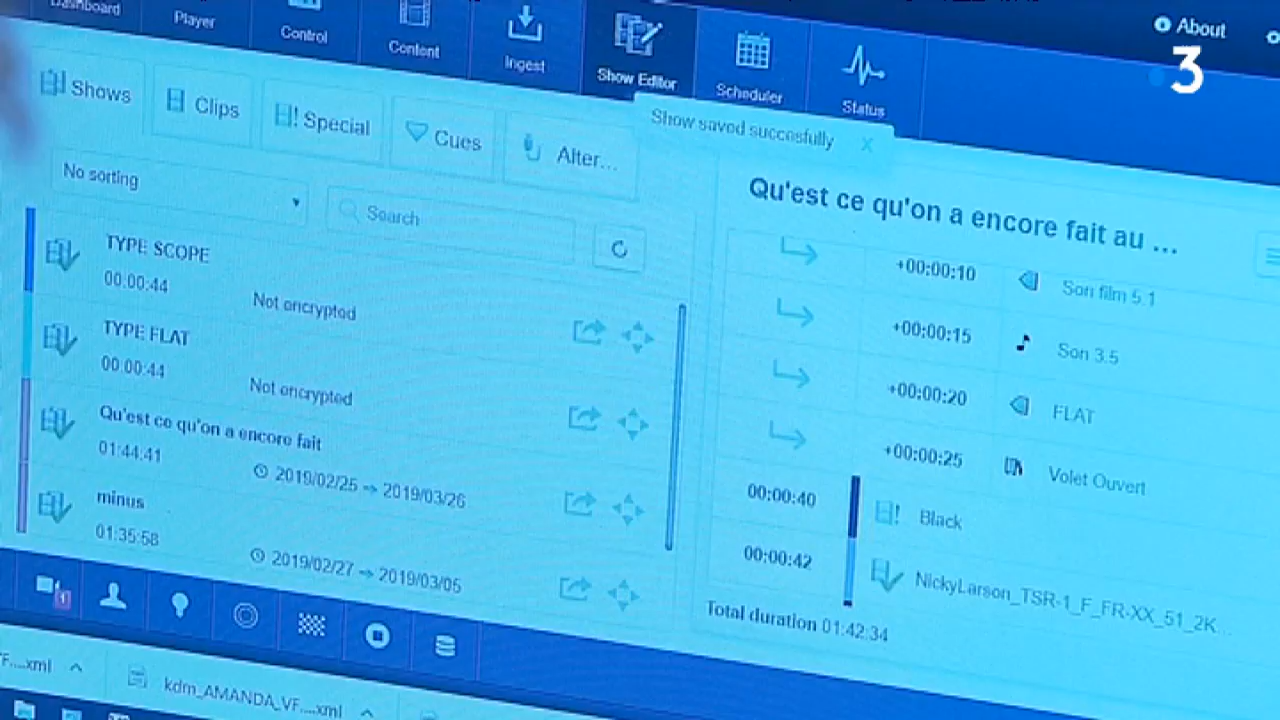 Dashboard
Player
Control
Content
Ingest
Show Editor
Scheduler
Status
About
3
Shows
Clips
! Special
Cues
Alter...
Show saved succesfully X
No sorting
Search
TYPE SCOPE
00:00:44
Not encrypted
TYPE FLAT
00:00:44
Not encrypted
Qu'est ce qu'on a encore fait
01:44:41
2019/02/25 → 2019/03/26
minus
01:35:58
2019/02/27 → 2019/03/05
Qu'est ce qu'on a encore fait au ...
+00:00:10 Son film 5.1
+00:00:15 Son 3.5
+00:00:20 FLAT
+00:00:25 Volet Ouvert
00:00:40 ! Black
00:00:42 NickyLarson_TSR-1_F_FR-XX_51_2K...
Total duration 01:42:34
1
F....xml
kdm_AMANDA_VF....xml